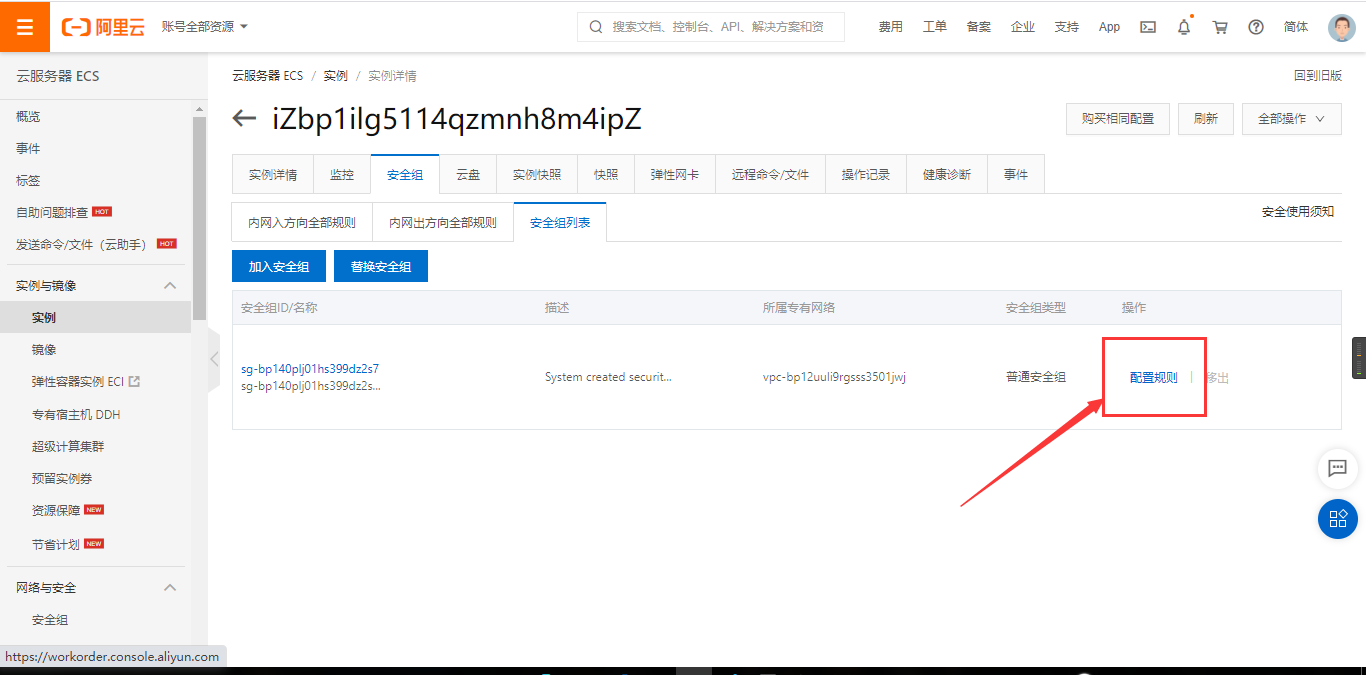 阿里云 账号全部资源 搜索文档、控制台、API、解决方案和资 费用 工单 备案 企业 支持 App 简体
云服务器 ECS
概览
事件
标签
自助问题排查 HOT
发送命令/文件（云助手） HOT
实例与镜像
实例
镜像
弹性容器实例 ECI
专有宿主机 DDH
超级计算集群
预留实例券
资源保障 NEW
节省计划 NEW
网络与安全
安全组
https://workorder.console.aliyun.com
云服务器 ECS / 实例 / 实例详情 回到旧版
iZbp1ilg5114qzmnh8m4ipZ 购买相同配置 刷新 全部操作
实例详情 监控 安全组 云盘 实例快照 快照 弹性网卡 远程命令/文件 操作记录 健康诊断 事件
内网入方向全部规则 内网出方向全部规则 安全组列表 安全使用须知
加入安全组 替换安全组
安全组ID/名称 描述 所属专有网络 安全组类型 操作
sg-bp140plj01hs399dz2s7
sg-bp140plj01hs399dz2s... System created securit... vpc-bp12uuli9rgsss3501jwj 普通安全组 配置规则 | 移出